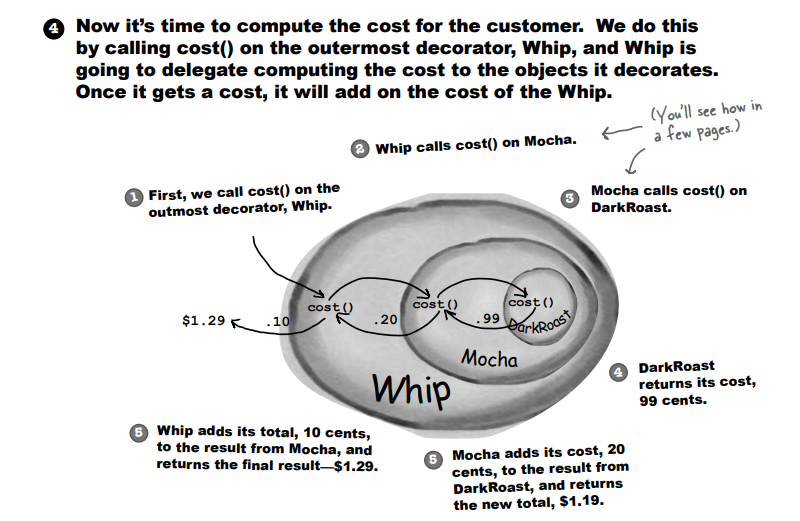 4 Now it's time to compute the cost for the customer. We do this
by calling cost() on the outermost decorator, Whip, and Whip is
going to delegate computing the cost to the objects it decorates.
Once it gets a cost, it will add on the cost of the Whip.
(You'll see how in
a few pages.)
2 Whip calls cost() on Mocha.
1 First, we call cost() on the
outmost decorator, Whip.
3 Mocha calls cost() on
DarkRoast.
cost()
cost()
cost()
$1.29
.10
.20
.99
DarkRoast
Mocha
Whip
4 DarkRoast
returns its cost,
99 cents.
5 Whip adds its total, 10 cents,
to the result from Mocha, and
returns the final result—$1.29.
5 Mocha adds its cost, 20
cents, to the result from
DarkRoast, and returns
the new total, $1.19.